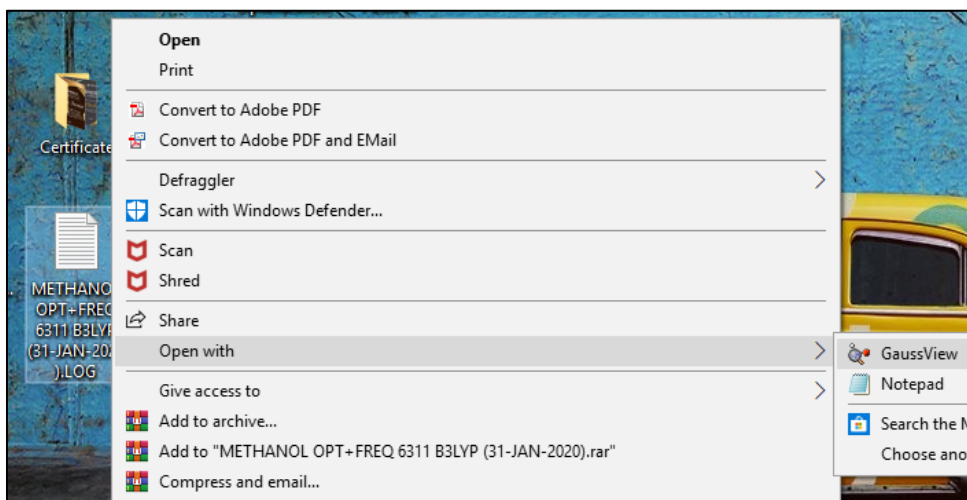 Open
Print
Convert to Adobe PDF
Convert to Adobe PDF and EMail
Certificate
Defraggler
Scan with Windows Defender...
Scan
Shred
METHANO
OPT+FREQ
6311 B3LYP
(31-JAN-202
).LOG
Share
Open with
GaussView
Notepad
Give access to
Add to archive...
Search the M
Choose ano
Add to "METHANOL OPT+FREQ 6311 B3LYP (31-JAN-2020).rar"
Compress and email...